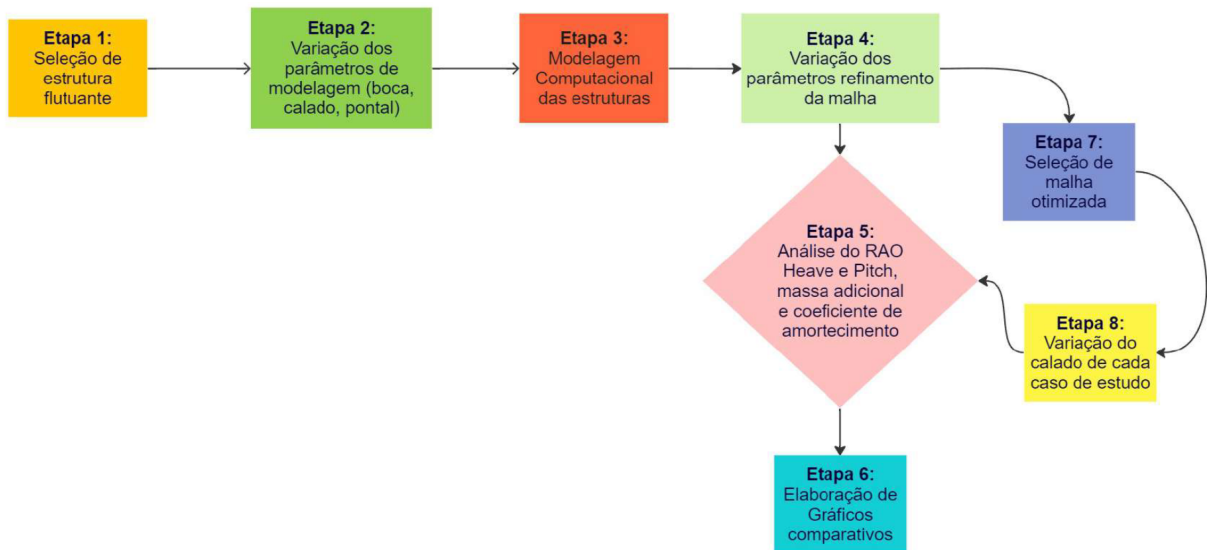 Etapa 1:
Seleção de
estrutura
flutuante
Etapa 2:
Variação dos
parâmetros de
modelagem (boca,
calado, pontal)
Etapa 3:
Modelagem
Computacional
das estruturas
Etapa 4:
Variação dos
parâmetros refinamento
da malha
Etapa 5:
Análise do RAO
Heave e Pitch,
massa adicional
e coeficiente de
amortecimento
Etapa 6:
Elaboração de
Gráficos
comparativos
Etapa 7:
Seleção de
malha
otimizada
Etapa 8:
Variação do
calado de cada
caso de estudo